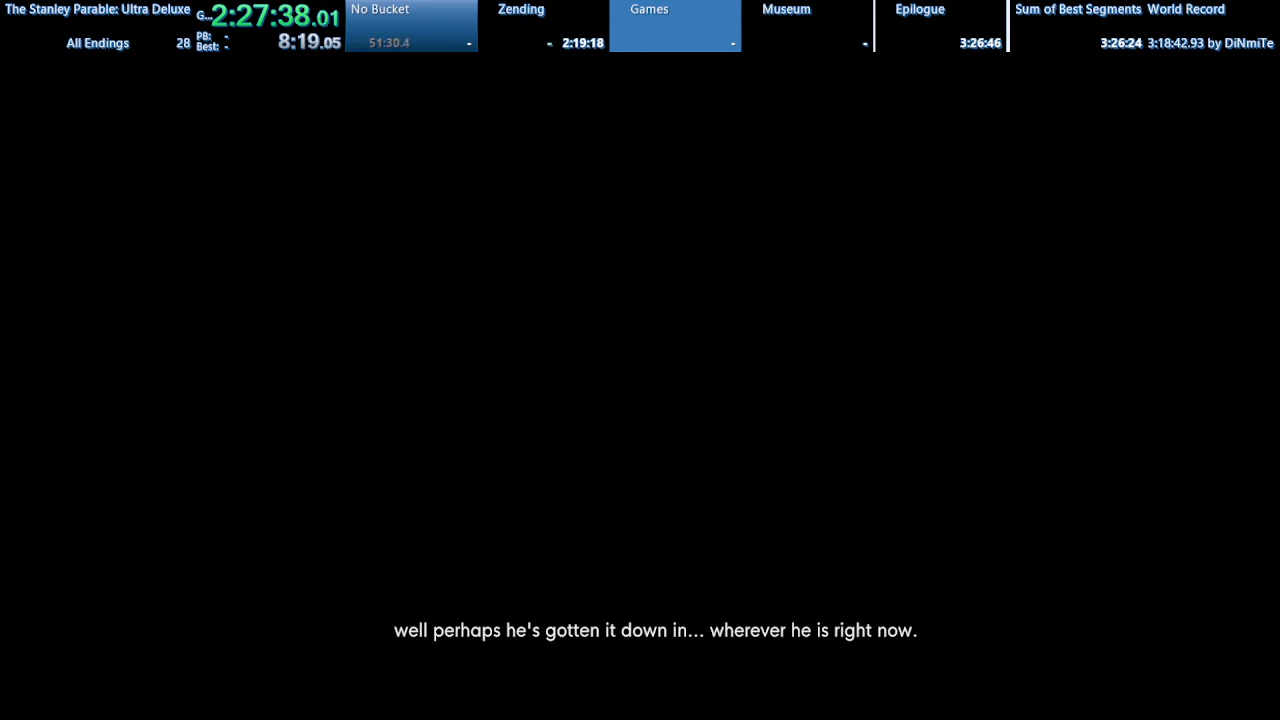 The Stanley Parable: Ultra Deluxe
All Endings 28
G... 2:27:38.01
PB: -
Best: -
8:19.05
No Bucket
51:30.4 -
Zending
- 2:19:18
Games
-
Museum
-
Epilogue
3:26:46
Sum of Best Segments
3:26:24
World Record
3:18:42.93 by DiNmiTe
well perhaps he's gotten it down in... wherever he is right now.